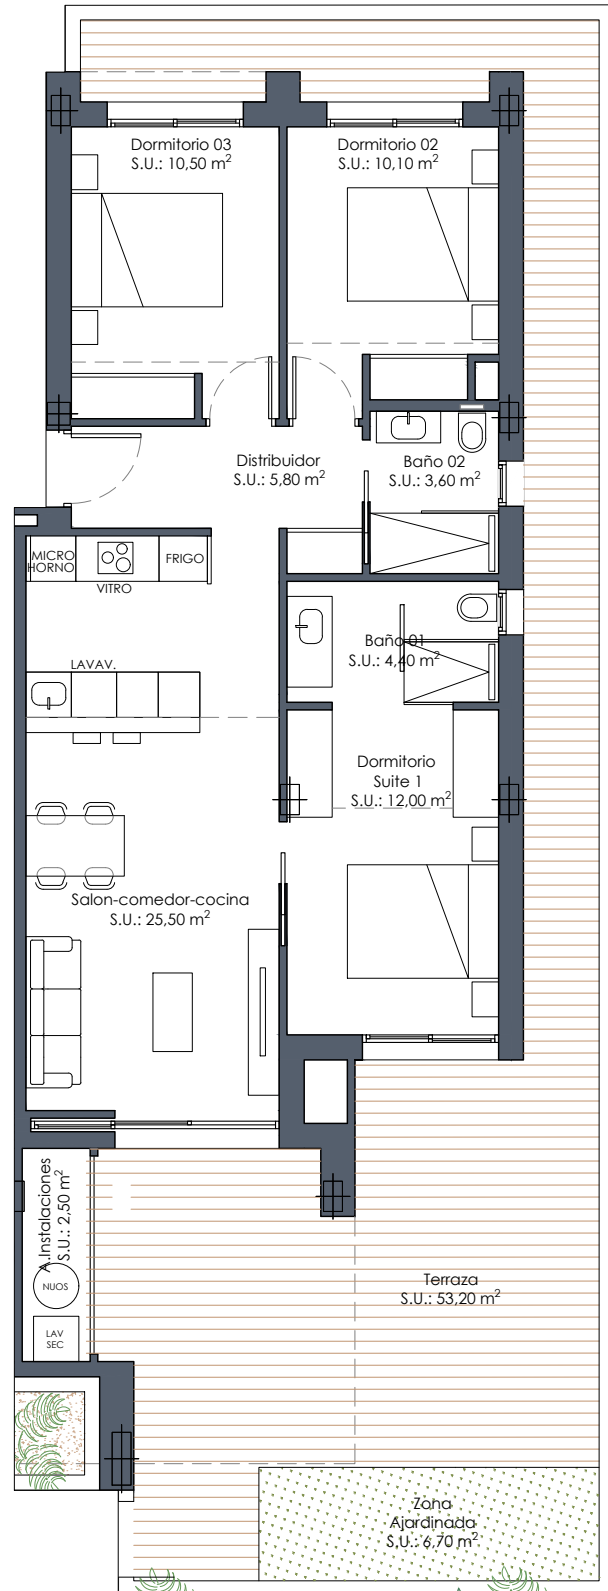 Dormitorio 03
S.U.: 10,50 m²
Dormitorio 02
S.U.: 10,10 m²
Distribuidor
S.U.: 5,80 m²
Baño 02
S.U.: 3,60 m²
MICRO
HORNO
VITRO
FRIGO
Baño 01
S.U.: 4,40 m²
LAVAV.
Dormitorio
Suite 1
S.U.: 12,00 m²
Salon-comedor-cocina
S.U.: 25,50 m²
A.Instalaciones
S.U.: 2,50 m²
NUOS
LAV
SEC
Terraza
S.U.: 53,20 m²
Zona
Ajardinada
S.U.: 6,70 m²